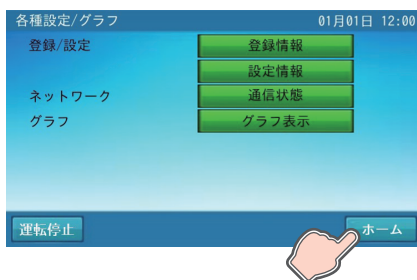 各種設定/グラフ 01月01日 12:00
登録/設定 登録情報
設定情報
ネットワーク 通信状態
グラフ グラフ表示
運転停止 ホーム